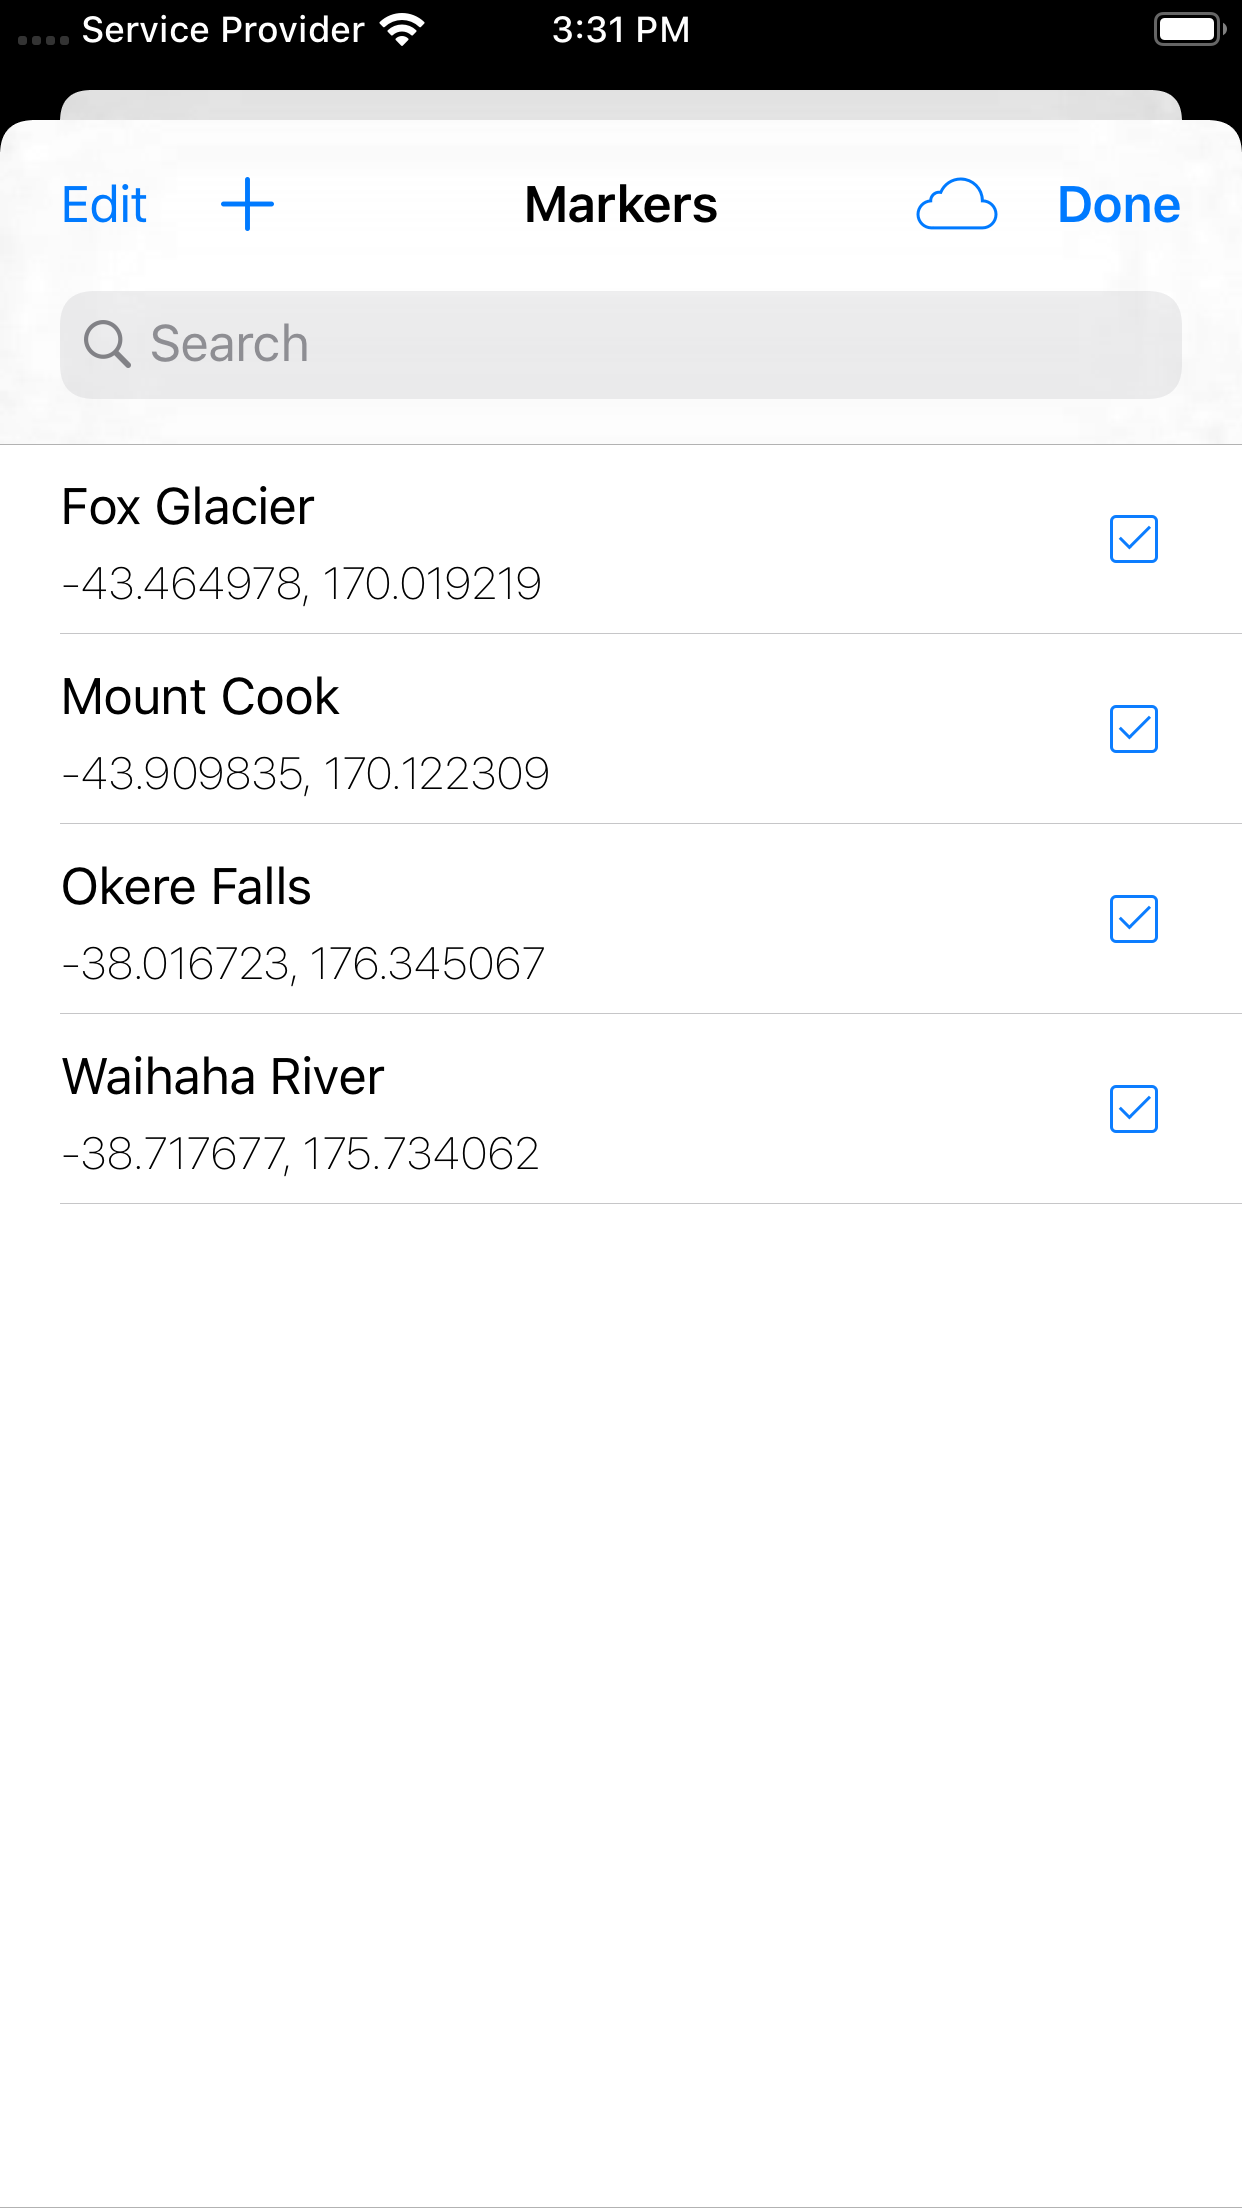 Service Provider 3:31 PM
Edit Markers Done
Search
Fox Glacier
-43.464978, 170.019219
Mount Cook
-43.909835, 170.122309
Okere Falls
-38.016723, 176.345067
Waihaha River
-38.717677, 175.734062